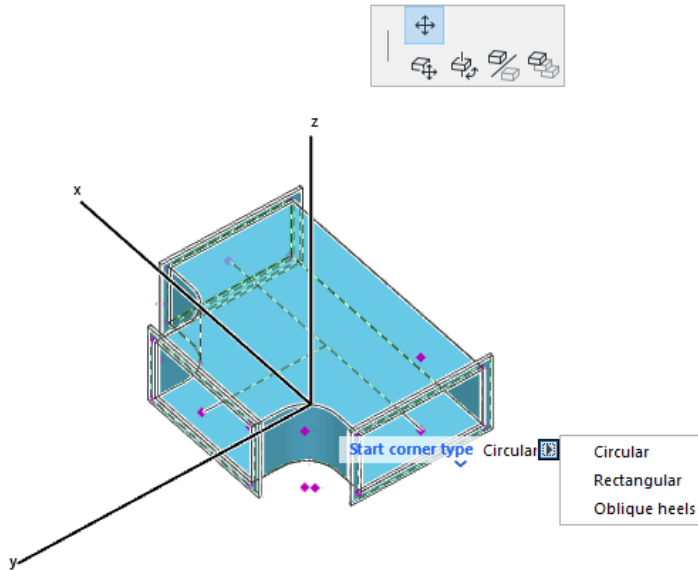 z
x
Start corner type Circular
Circular
Rectangular
Oblique heels
y